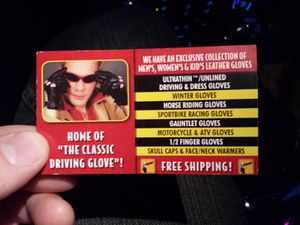 HOME OF
"THE CLASSIC
DRIVING GLOVE"!
WE HAVE AN EXCLUSIVE COLLECTION OF
MEN'S, WOMEN'S & KID'S LEATHER GLOVES
ULTRATHIN™/UNLINED
DRIVING & DRESS GLOVES
WINTER GLOVES
HORSE RIDING GLOVES
SPORTBIKE RACING GLOVES
GAUNTLET GLOVES
MOTORCYCLE & ATV GLOVES
1/2 FINGER GLOVES
SKULL CAPS & FACE/NECK WARMERS
FREE SHIPPING!